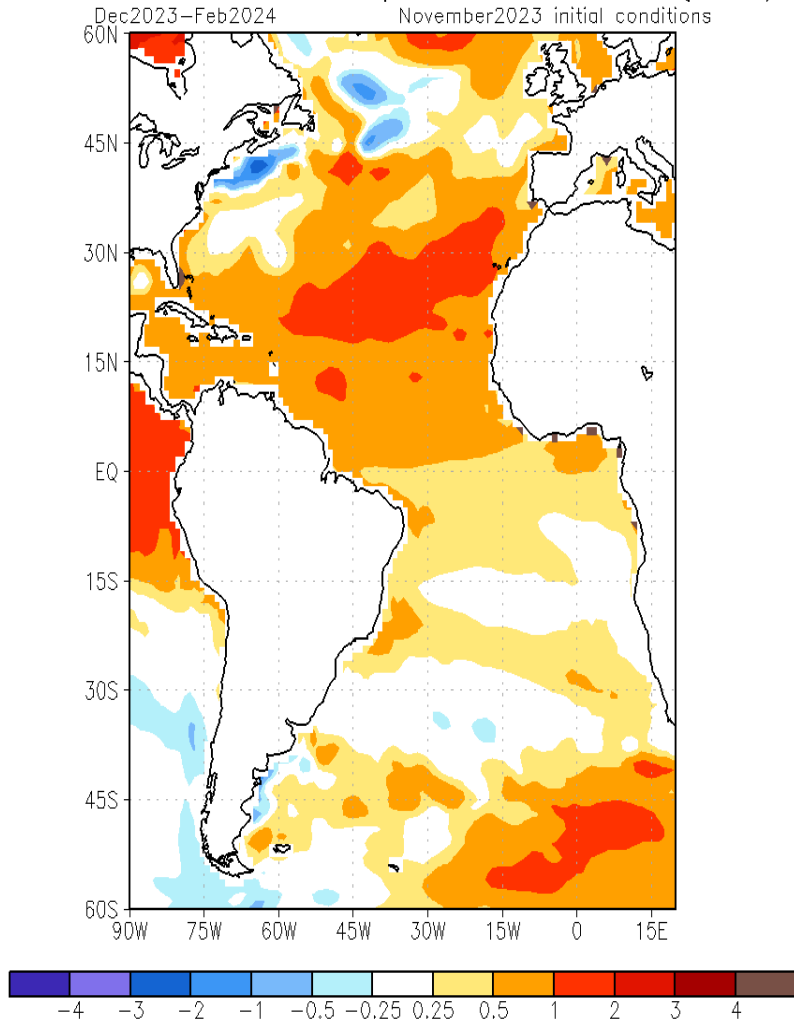 Dec2023-Feb2024 November2023 initial conditions
60N
45N
30N
15N
EQ
15S
30S
45S
60S
90W 75W 60W 45W 30W 15W 0 15E
-4 -3 -2 -1 -0.5 -0.25 0.25 0.5 1 2 3 4